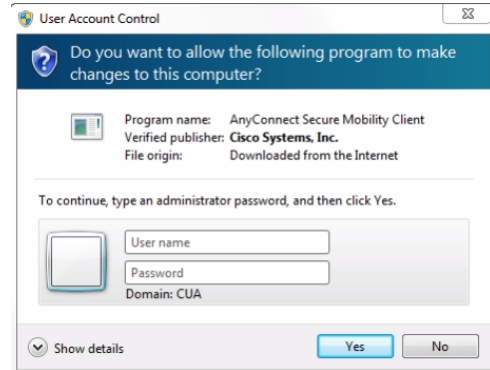 User Account Control
Do you want to allow the following program to make
changes to this computer?
Program name: AnyConnect Secure Mobility Client
Verified publisher: Cisco Systems, Inc.
File origin: Downloaded from the Internet
To continue, type an administrator password, and then click Yes.
User name
Password
Domain: CUA
Show details
Yes
No